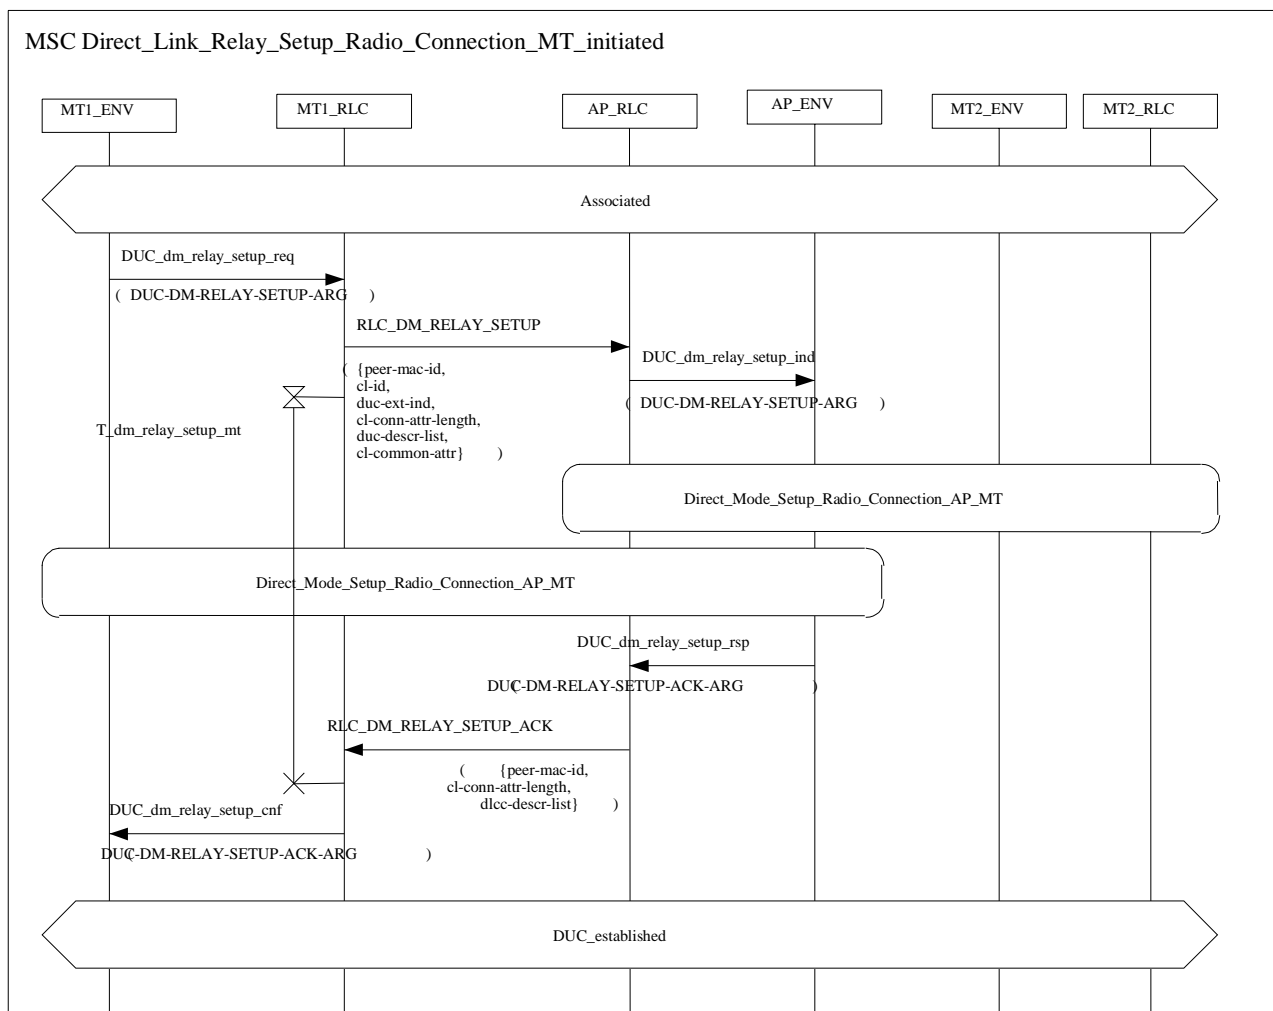 MSC Direct_Link_Relay_Setup_Radio_Connection_MT_initiated
MT1_ENV
MT1_RLC
AP_RLC
AP_ENV
MT2_ENV
MT2_RLC
Associated
DUC_dm_relay_setup_req
( DUC-DM-RELAY-SETUP-ARG )
RLC_DM_RELAY_SETUP
( {peer-mac-id,
cl-id,
duc-ext-ind,
cl-conn-attr-length,
duc-descr-list,
cl-common-attr} )
DUC_dm_relay_setup_ind
( DUC-DM-RELAY-SETUP-ARG )
T_dm_relay_setup_mt
Direct_Mode_Setup_Radio_Connection_AP_MT
Direct_Mode_Setup_Radio_Connection_AP_MT
DUC_dm_relay_setup_rsp
( DUC-DM-RELAY-SETUP-ACK-ARG )
RLC_DM_RELAY_SETUP_ACK
( {peer-mac-id,
cl-conn-attr-length,
dlcc-descr-list} )
DUC_dm_relay_setup_cnf
( DUC-DM-RELAY-SETUP-ACK-ARG )
DUC_established